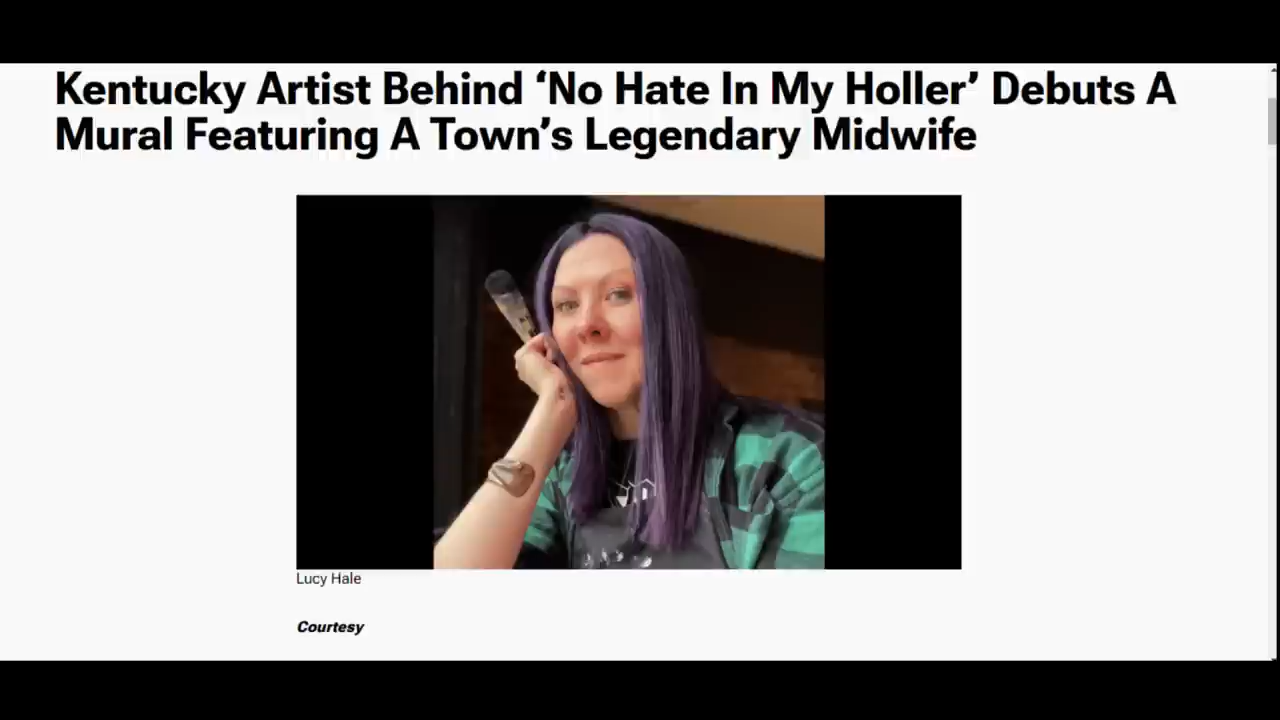 Kentucky Artist Behind ‘No Hate In My Holler’ Debuts A
Mural Featuring A Town’s Legendary Midwife
Lucy Hale
Courtesy